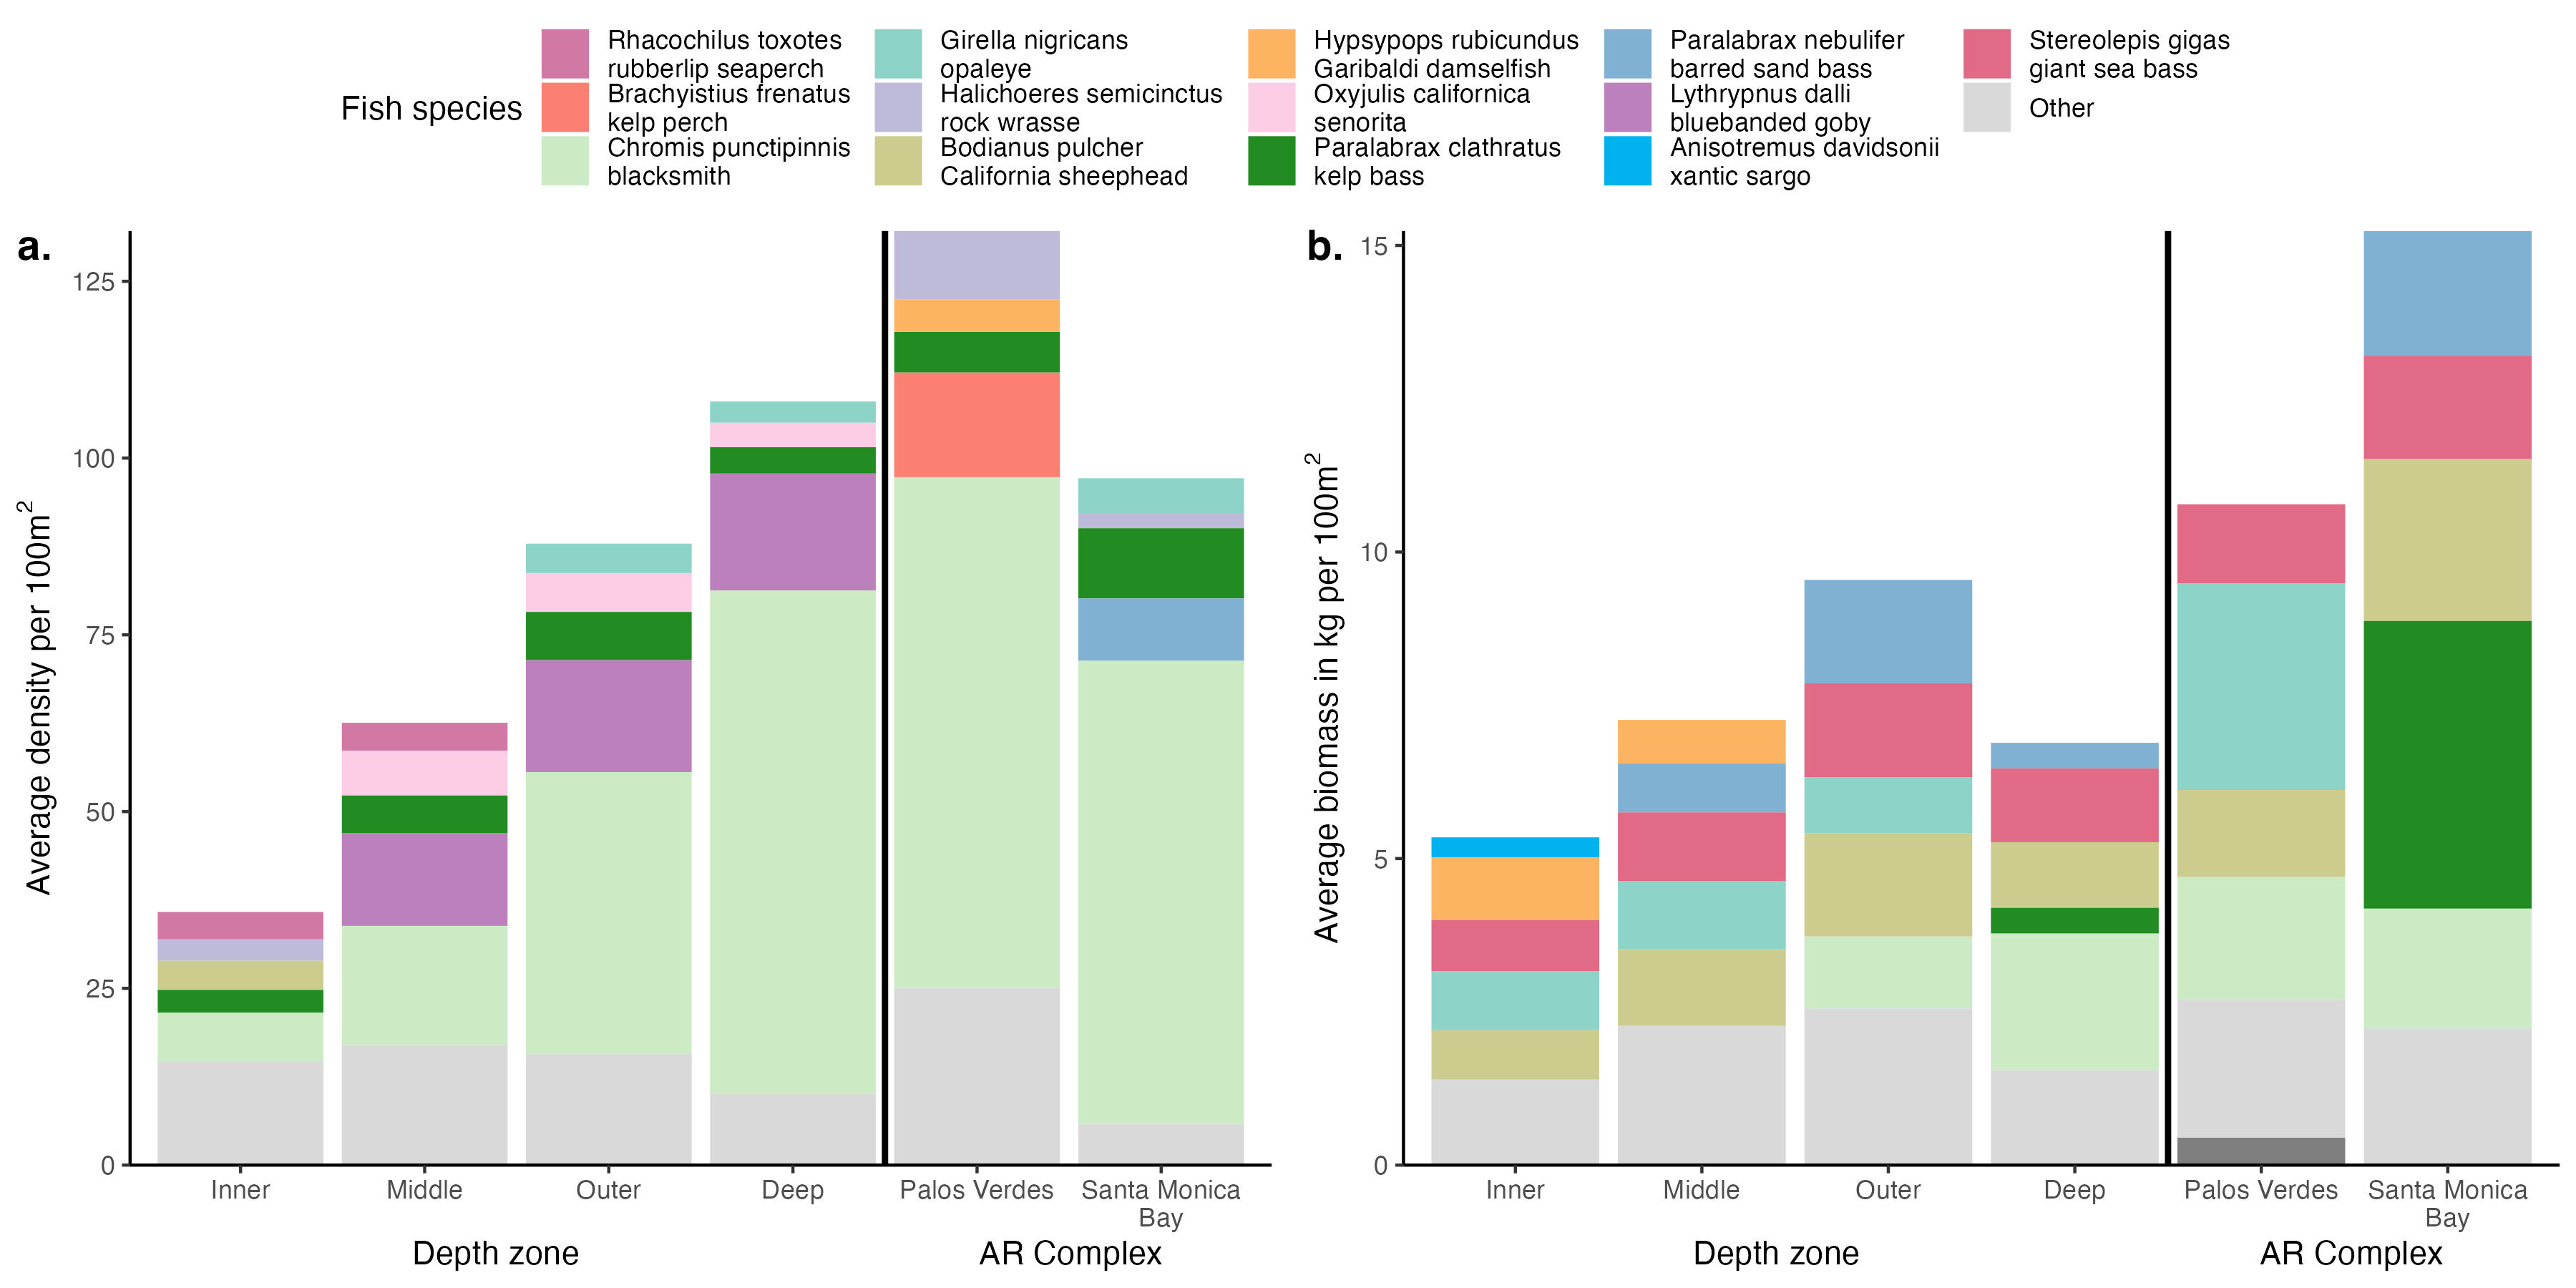 Fish species
Rhacochilus toxotes
rubberlip seaperch
Brachyistius frenatus
kelp perch
Chromis punctipinnis
blacksmith
Girella nigricans
opaleye
Halichoeres semicinctus
rock wrasse
Bodianus pulcher
California sheephead
Hypsypops rubicundus
Garibaldi damselfish
Oxyjulis californica
senorita
Paralabrax clathratus
kelp bass
Paralabrax nebulifer
barred sand bass
Lythrypnus dalli
bluebanded goby
Anisotremus davidsonii
xantic sargo
Stereolepis gigas
giant sea bass
Other
a.
Average density per 100m²
125
100
75
50
25
0
Inner
Middle
Outer
Deep
Palos Verdes
Santa Monica
Bay
Depth zone
AR Complex
b.
Average biomass in kg per 100m²
15
10
5
0
Inner
Middle
Outer
Deep
Palos Verdes
Santa Monica
Bay
Depth zone
AR Complex